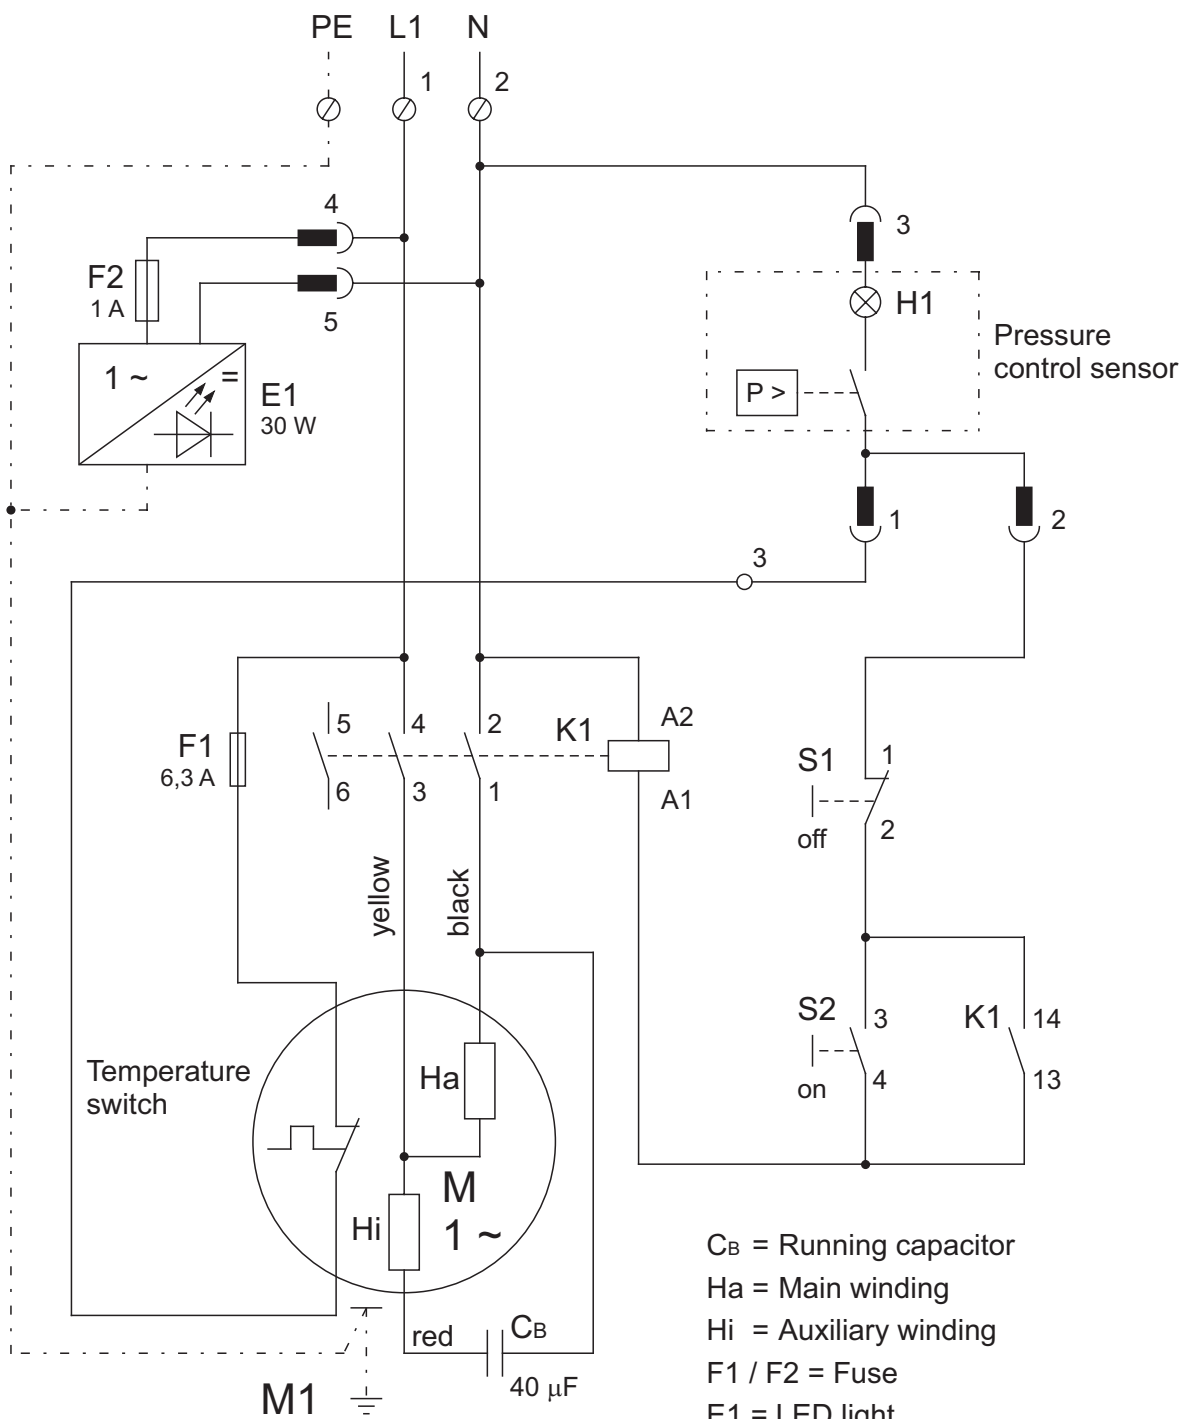 PE L1 N
1 2
4
3
F2
1 A
H1
5
Pressure
control sensor
1 ~ =
E1
30 W
P >
1
2
3
5 4 2
K1 A2
F1
6,3 A
6 3 1
A1
S1 1
off 2
yellow
black
S2 3
K1 14
on 4
13
Temperature
switch
Ha
M
1 ~
Hi
red CB
40 μF
M1
CB = Running capacitor
Ha = Main winding
Hi = Auxiliary winding
F1 / F2 = Fuse
E1 = LED light